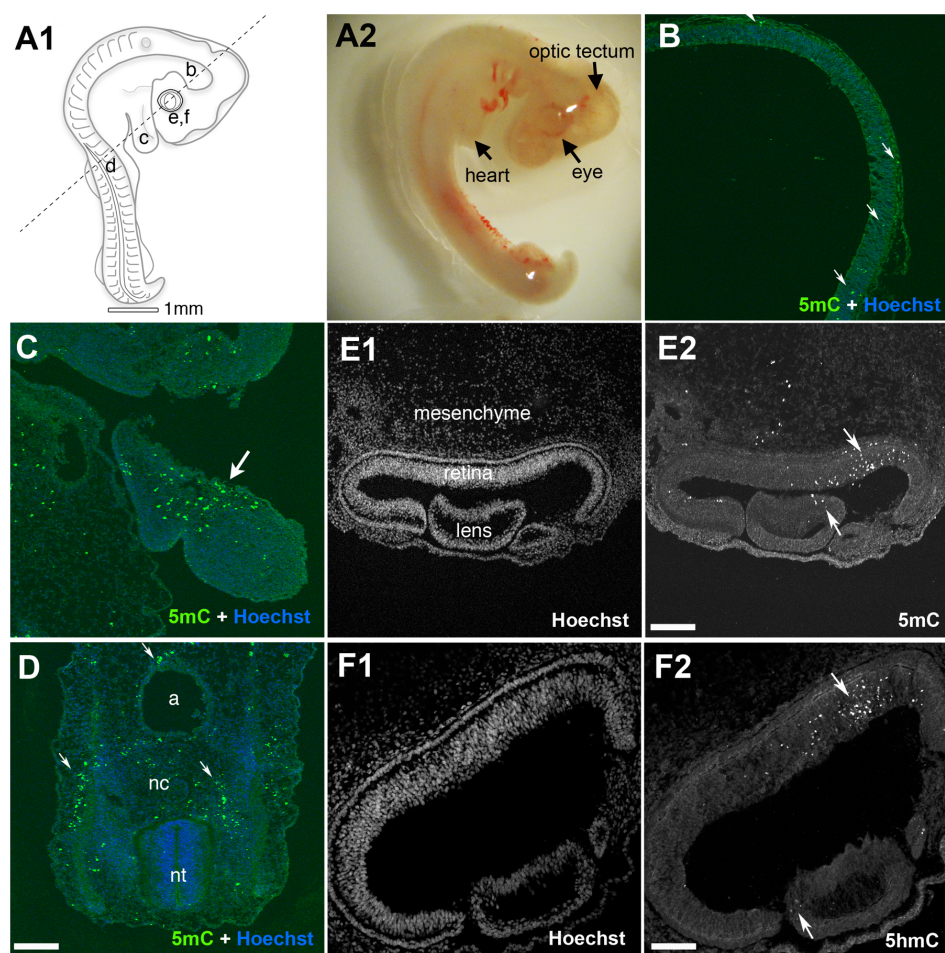 A1
b
e,f
c
d
1mm
A2
optic tectum
heart
eye
B
5mC + Hoechst
C
5mC + Hoechst
E1
mesenchyme
retina
lens
Hoechst
E2
5mC
D
a
nc
nt
5mC + Hoechst
F1
Hoechst
F2
5hmC